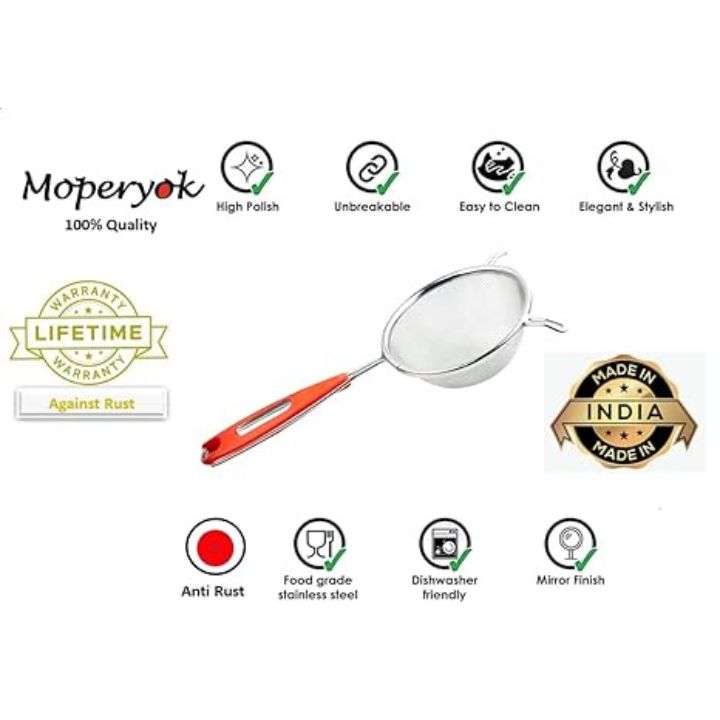 Moperyok
100% Quality
High Polish
Unbreakable
Easy to Clean
Elegant & Stylish
WARRANTY
LIFETIME
WARRANTY
Against Rust
MADE IN
INDIA
MADE IN
Anti Rust
Food grade
stainless steel
Dishwasher
friendly
Mirror Finish